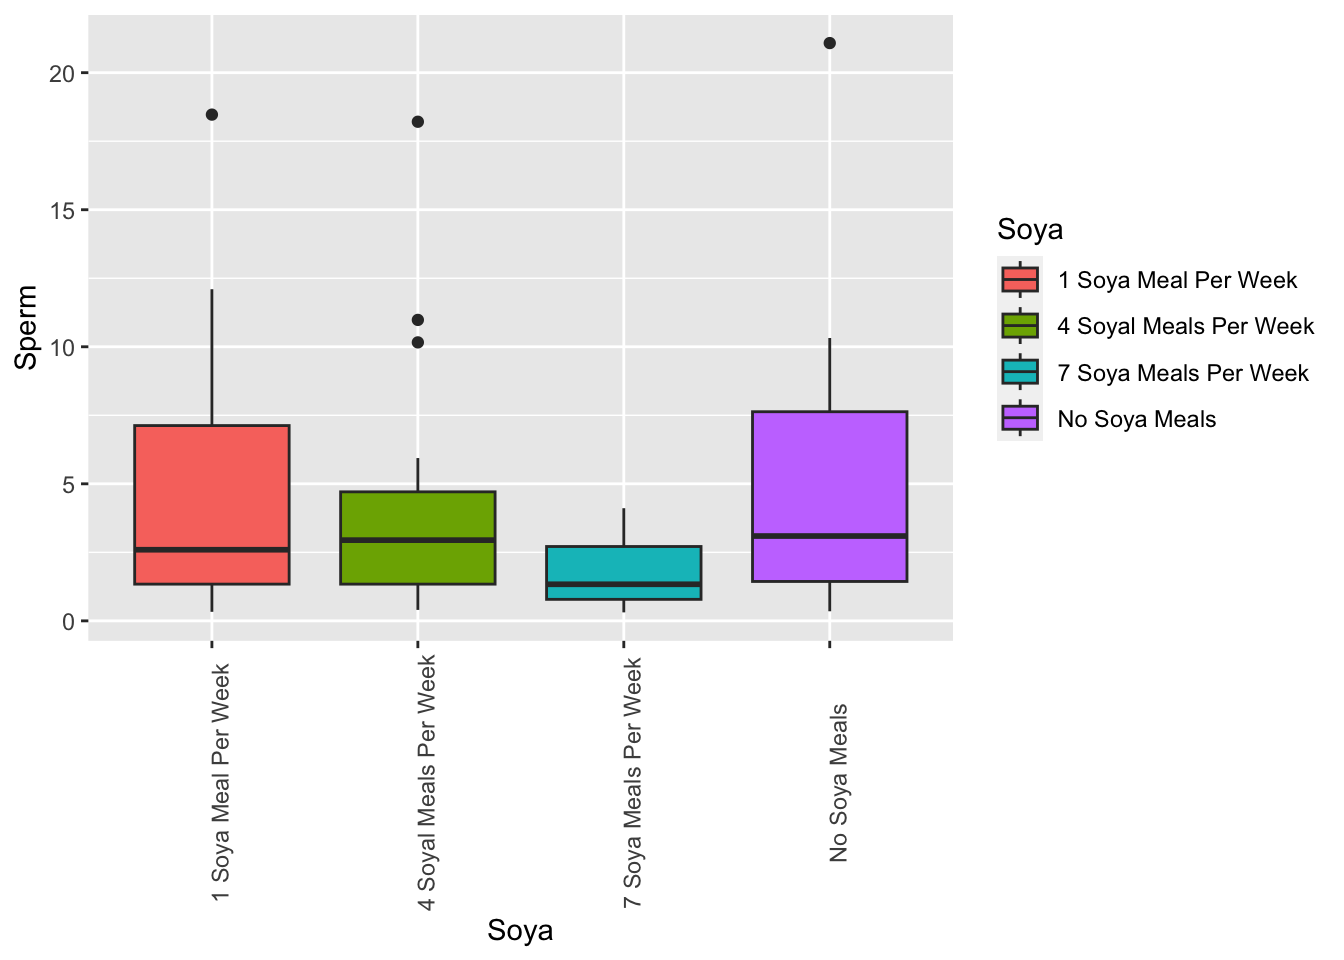 20
15
10
5
0
Sperm
1 Soya Meal Per Week
4 Soyal Meals Per Week
7 Soya Meals Per Week
No Soya Meals
Soya
Soya
1 Soya Meal Per Week
4 Soyal Meals Per Week
7 Soya Meals Per Week
No Soya Meals